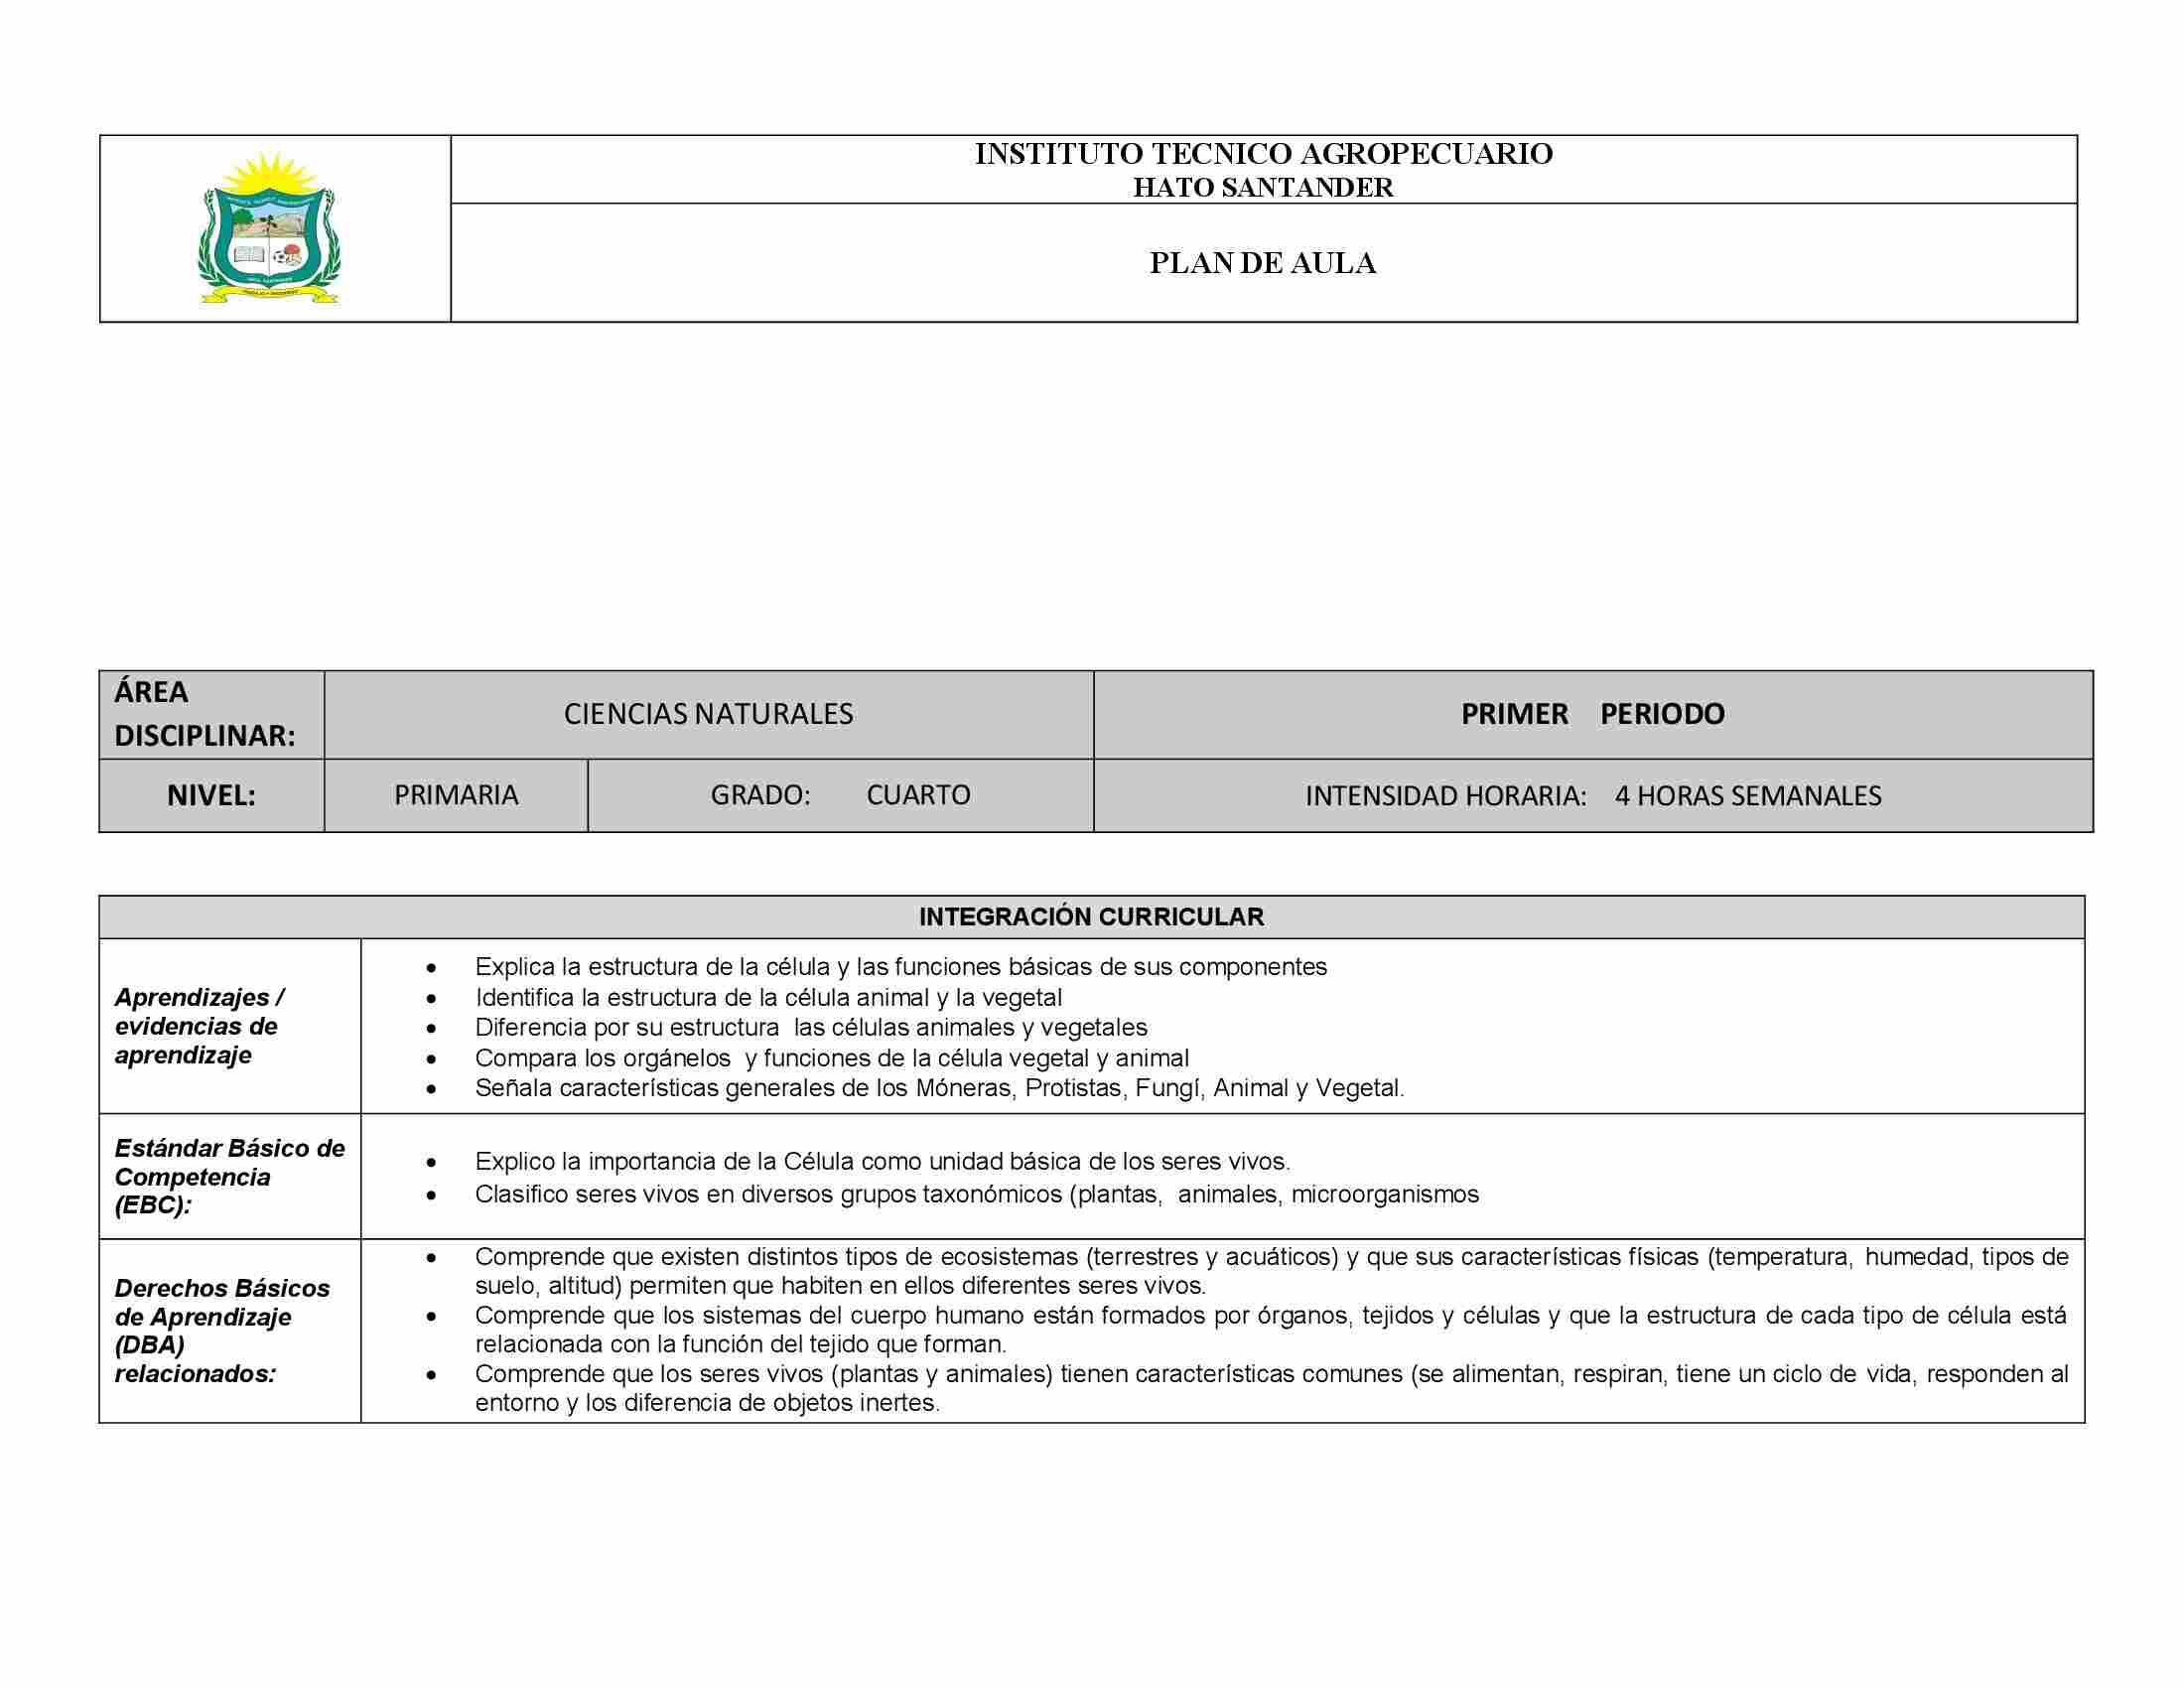 INSTITUTO TECNICO AGROPECUARIO
HATO SANTANDER
PLAN DE AULA
ÁREA
DISCIPLINAR:
CIENCIAS NATURALES
PRIMER PERIODO
NIVEL:
PRIMARIA
GRADO: CUARTO
INTENSIDAD HORARIA: 4 HORAS SEMANALES
INTEGRACIÓN CURRICULAR
Aprendizajes /
evidencias de
aprendizaje
• Explica la estructura de la célula y las funciones básicas de sus componentes
• Identifica la estructura de la célula animal y la vegetal
• Diferencia por su estructura las células animales y vegetales
• Compara los orgánelos y funciones de la célula vegetal y animal
• Señala características generales de los Móneras, Protistas, Fungí, Animal y Vegetal.
Estándar Básico de
Competencia
(EBC):
• Explico la importancia de la Célula como unidad básica de los seres vivos.
• Clasifico seres vivos en diversos grupos taxonómicos (plantas, animales, microorganismos
Derechos Básicos
de Aprendizaje
(DBA)
relacionados:
• Comprende que existen distintos tipos de ecosistemas (terrestres y acuáticos) y que sus características físicas (temperatura, humedad, tipos de
suelo, altitud) permiten que habiten en ellos diferentes seres vivos.
• Comprende que los sistemas del cuerpo humano están formados por órganos, tejidos y células y que la estructura de cada tipo de célula está
relacionada con la función del tejido que forman.
• Comprende que los seres vivos (plantas y animales) tienen características comunes (se alimentan, respiran, tiene un ciclo de vida, responden al
entorno y los diferencia de objetos inertes.